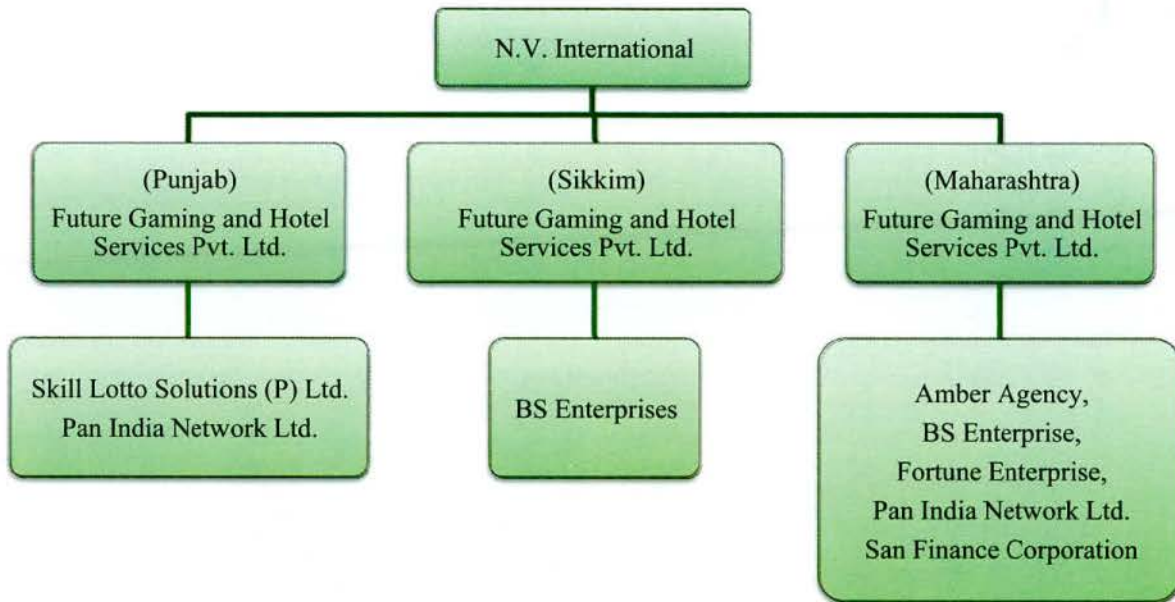 N.V. International
(Punjab)
Future Gaming and Hotel
Services Pvt. Ltd.
(Sikkim)
Future Gaming and Hotel
Services Pvt. Ltd.
(Maharashtra)
Future Gaming and Hotel
Services Pvt. Ltd.
Skill Lotto Solutions (P) Ltd.
Pan India Network Ltd.
BS Enterprises
Amber Agency,
BS Enterprise,
Fortune Enterprise,
Pan India Network Ltd.
San Finance Corporation